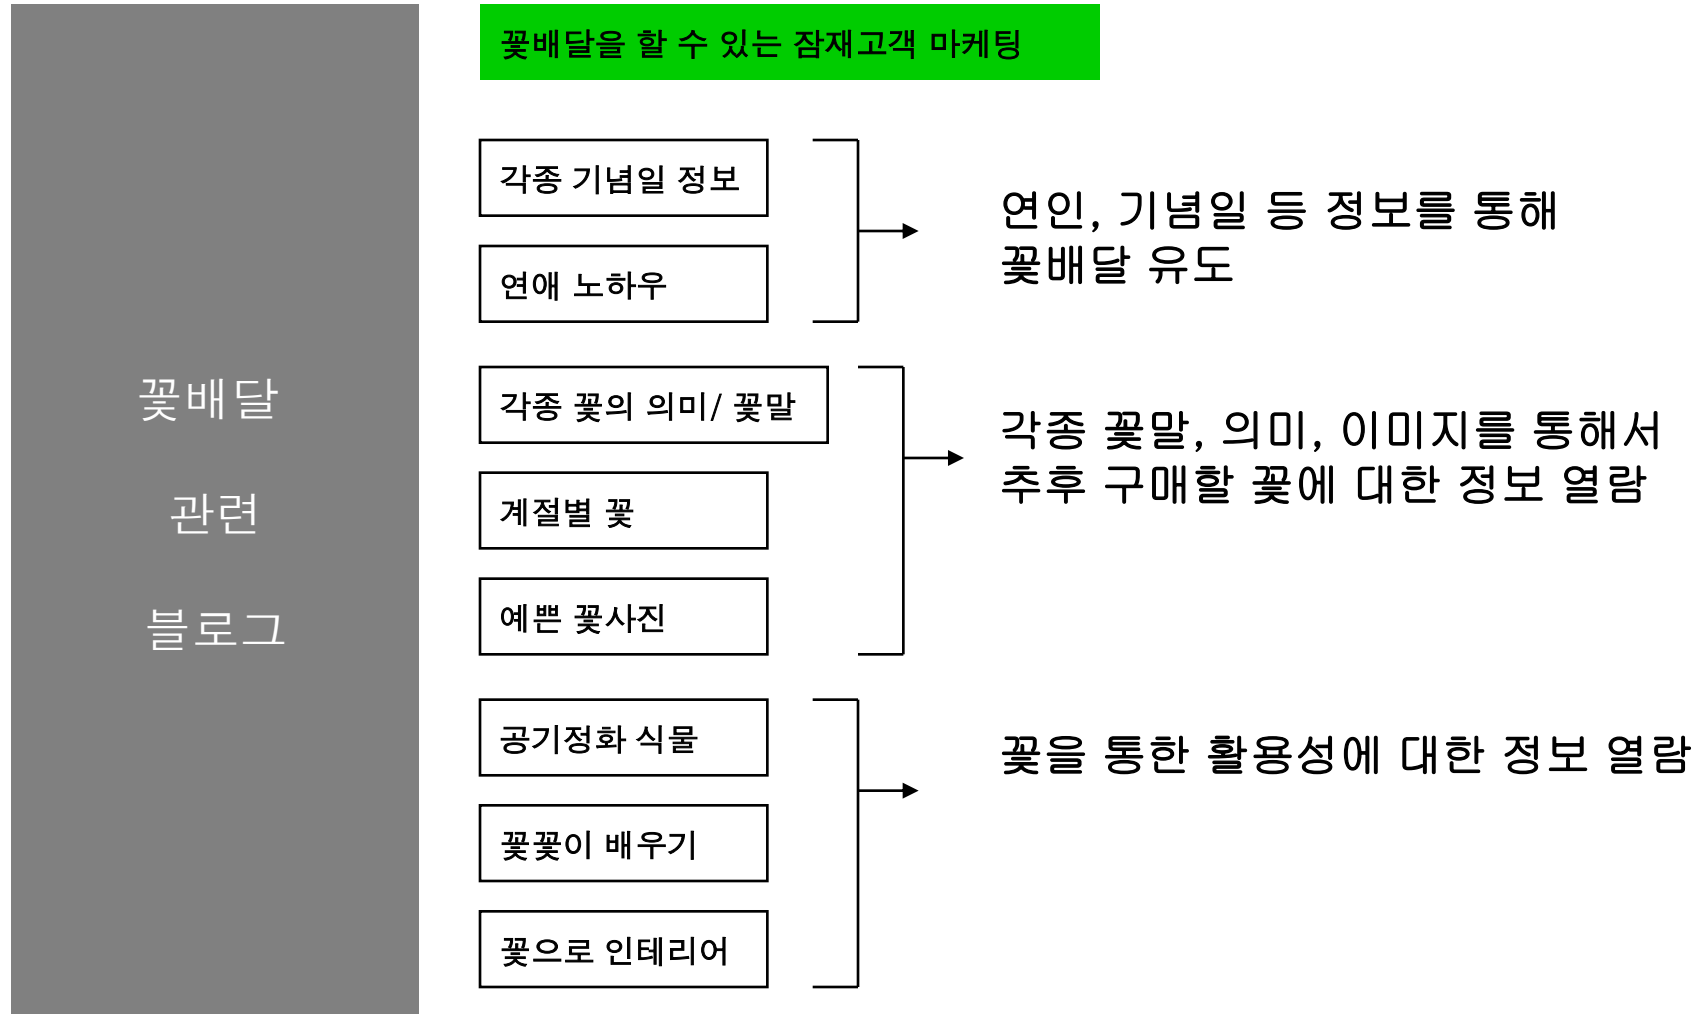 꽃배달
관련
블로그
꽃배달을 할 수 있는 잠재고객 마케팅
각종 기념일 정보
연애 노하우
연인, 기념일 등 정보를 통해
꽃배달 유도
각종 꽃의 의미/ 꽃말
계절별 꽃
예쁜 꽃사진
각종 꽃말, 의미, 이미지를 통해서
추후 구매할 꽃에 대한 정보 열람
공기정화 식물
꽃꽃이 배우기
꽃으로 인테리어
꽃을 통한 활용성에 대한 정보 열람